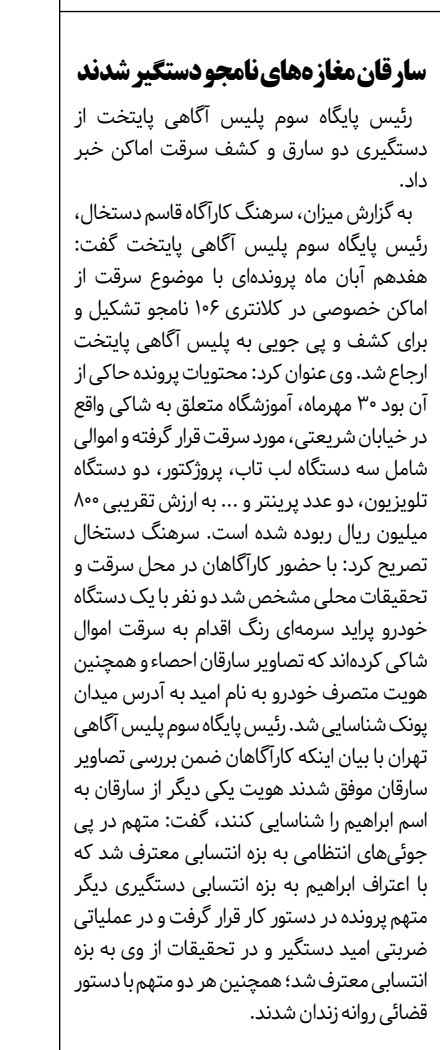 سارقان مغازه‌های نامجو دستگیر شدند
رئیس پایگاه سوم پلیس آگاهی پایتخت از
دستگیری دو سارق و کشف سرقت اماکن خبر
داد.
به گزارش میزان، سرهنگ کارآگاه قاسم دستخال،
رئیس پایگاه سوم پلیس آگاهی پایتخت گفت:
هفدهم آبان ماه پرونده‌ای با موضوع سرقت از
اماکن خصوصی در کلانتری ۱۰۶ نامجو تشکیل و
برای کشف و پی جویی به پلیس آگاهی پایتخت
ارجاع شد. وی عنوان کرد: محتویات پرونده حاکی از
آن بود ۳۰ مهرماه، آموزشگاه متعلق به شاکی واقع
در خیابان شریعتی، مورد سرقت قرار گرفته و اموالی
شامل سه دستگاه لب تاب، پروژکتور، دو دستگاه
تلویزیون، دو عدد پرینتر و ... به ارزش تقریبی ۸۰۰
میلیون ریال ربوده شده است. سرهنگ دستخال
تصریح کرد: با حضور کارآگاهان در محل سرقت و
تحقیقات محلی مشخص شد دو نفر با یک دستگاه
خودرو پراید سرمه‌ای رنگ اقدام به سرقت اموال
شاکی کرده‌اند که تصاویر سارقان احصاء و همچنین
هویت متصرف خودرو به نام امید به آدرس میدان
پونک شناسایی شد. رئیس پایگاه سوم پلیس آگاهی
تهران با بیان اینکه کارآگاهان ضمن بررسی تصاویر
سارقان موفق شدند هویت یکی دیگر از سارقان به
اسم ابراهیم را شناسایی کنند، گفت: متهم در پی
جوئی‌های انتظامی به بزه انتسابی معترف شد که
با اعتراف ابراهیم به بزه انتسابی دستگیری دیگر
متهم پرونده در دستور کار قرار گرفت و در عملیاتی
ضربتی امید دستگیر و در تحقیقات از وی به بزه
انتسابی معترف شد؛ همچنین هر دو متهم با دستور
قضائی روانه زندان شدند.